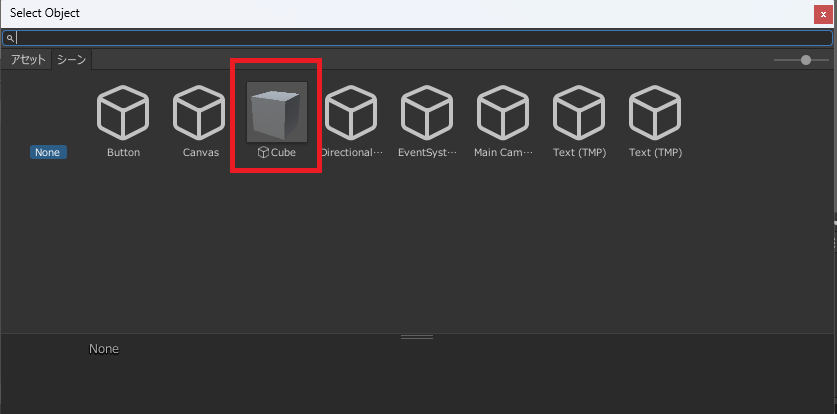 Select Object
アセット シーン
None
Button
Canvas
Cube
Directional…
EventSyst…
Main Cam…
Text (TMP)
Text (TMP)
None